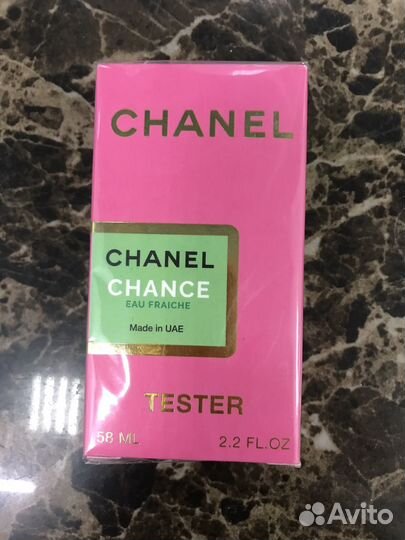 CHANEL
CHANEL
CHANCE
EAU FRAICHE
Made in UAE
TESTER
58 ML 2.2 FL.OZ
Avito